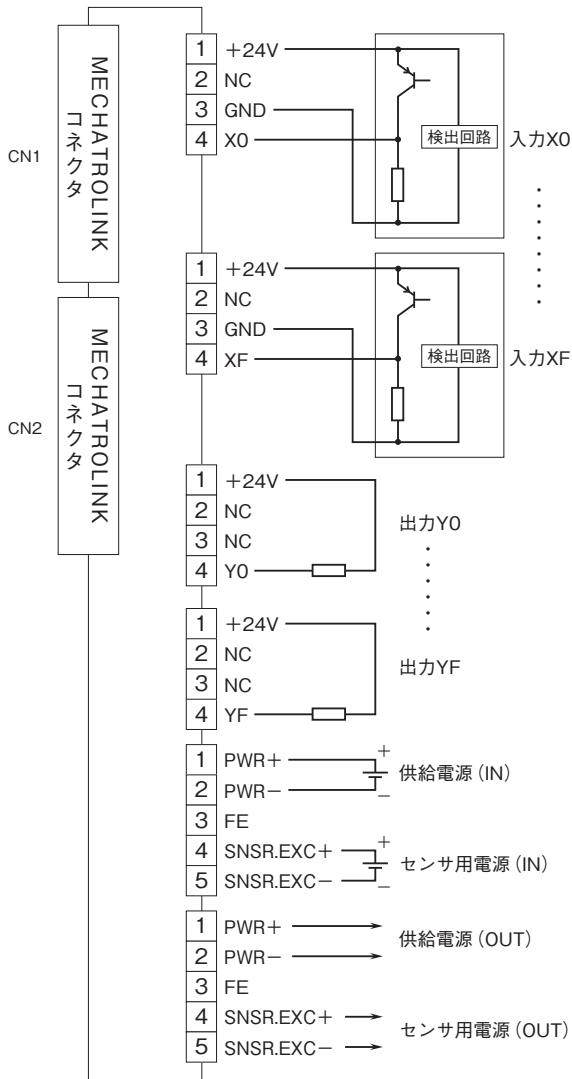 CN1
MECHATROLINK
コネクタ
CN2
MECHATROLINK
コネクタ
1 +24V
2 NC
3 GND
4 X0
検出回路
入力X0
1 +24V
2 NC
3 GND
4 XF
検出回路
入力XF
1 +24V
2 NC
3 NC
4 Y0
出力Y0
1 +24V
2 NC
3 NC
4 YF
出力YF
1 PWR+
2 PWR−
3 FE
4 SNSR.EXC+
5 SNSR.EXC−
+
−
供給電源(IN)
+
−
センサ用電源(IN)
1 PWR+
2 PWR−
3 FE
4 SNSR.EXC+
5 SNSR.EXC−
供給電源(OUT)
センサ用電源(OUT)